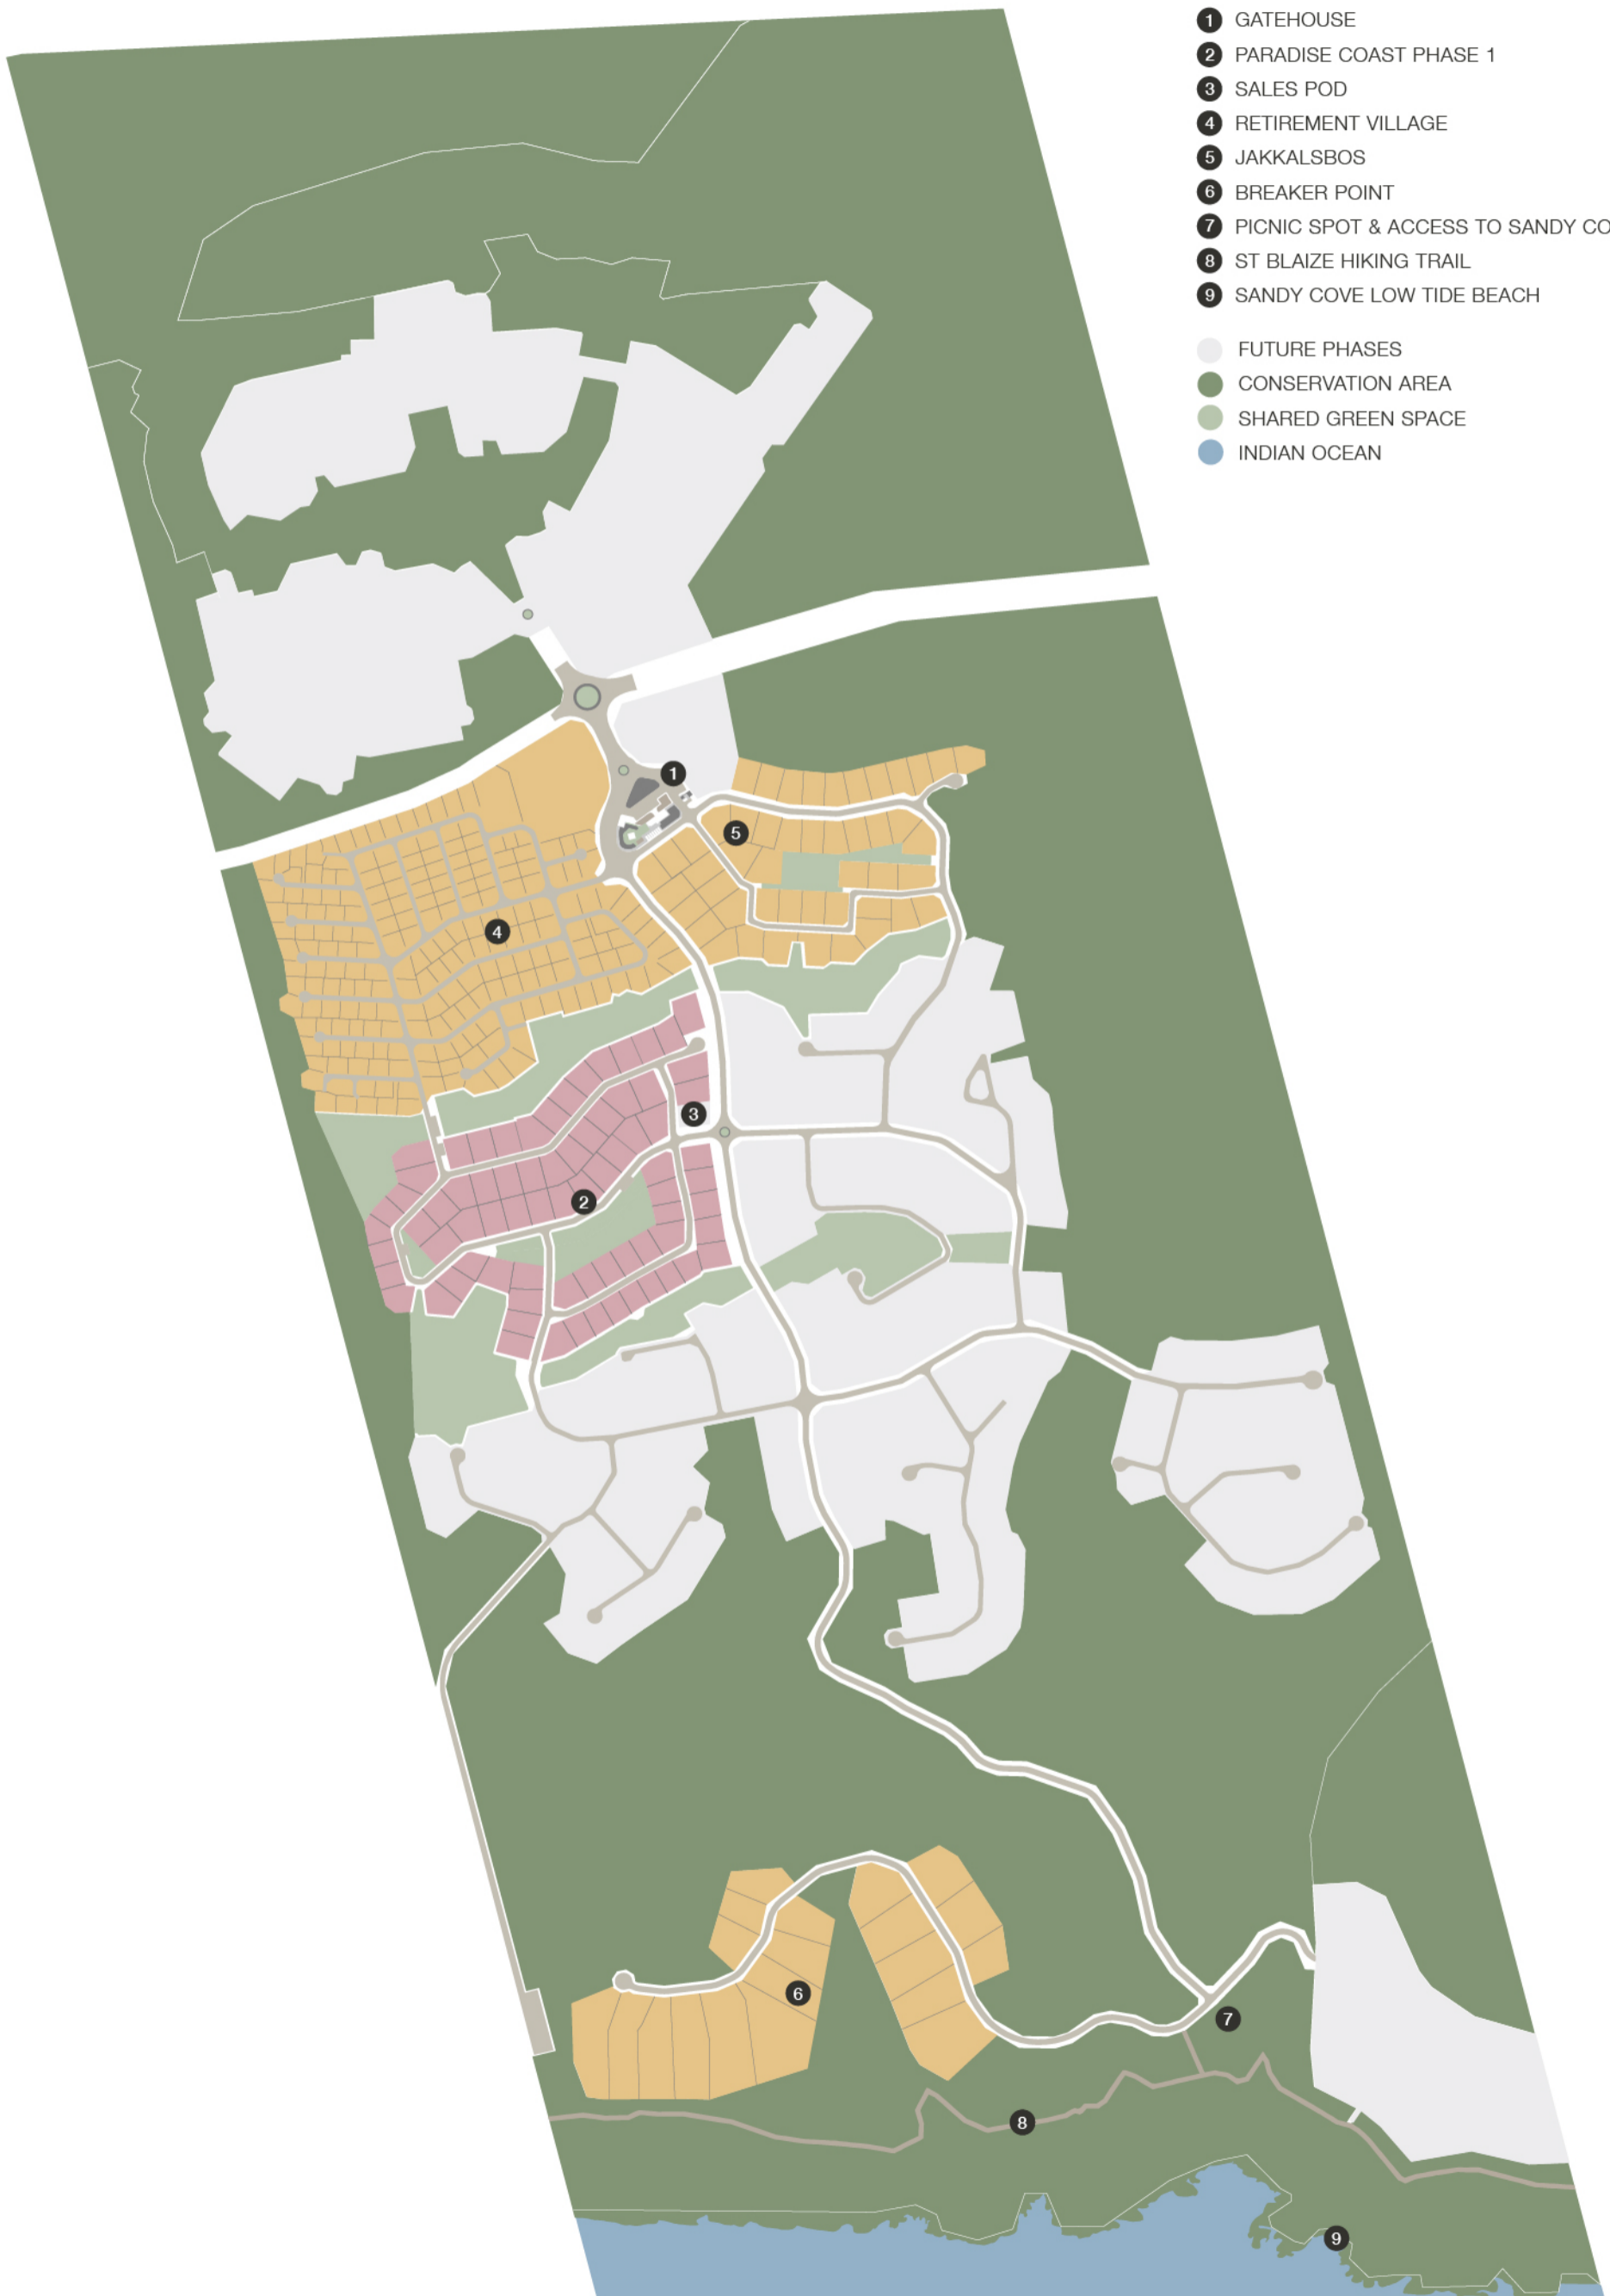 1 GATEHOUSE
2 PARADISE COAST PHASE 1
3 SALES POD
4 RETIREMENT VILLAGE
5 JAKKALSBOS
6 BREAKER POINT
7 PICNIC SPOT & ACCESS TO SANDY CO
8 ST BLAIZE HIKING TRAIL
9 SANDY COVE LOW TIDE BEACH
FUTURE PHASES
CONSERVATION AREA
SHARED GREEN SPACE
INDIAN OCEAN
1
5
4
3
2
6
7
8
9